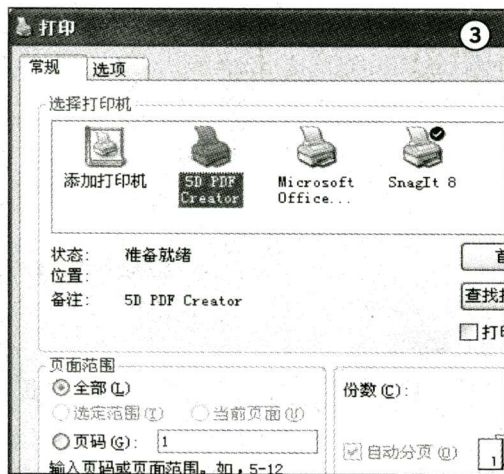 打印
3
常规 选项
选择打印机
添加打印机 5D PDF Creator Microsoft Office... SnagIt 8
状态: 准备就绪
位置:
备注: 5D PDF Creator
查找
打印
页面范围
全部(L)
选定范围(T) 当前页面(U)
页码(G): 1
输入页码或页面范围。如,5-12
份数(C):
自动分页(O)
1